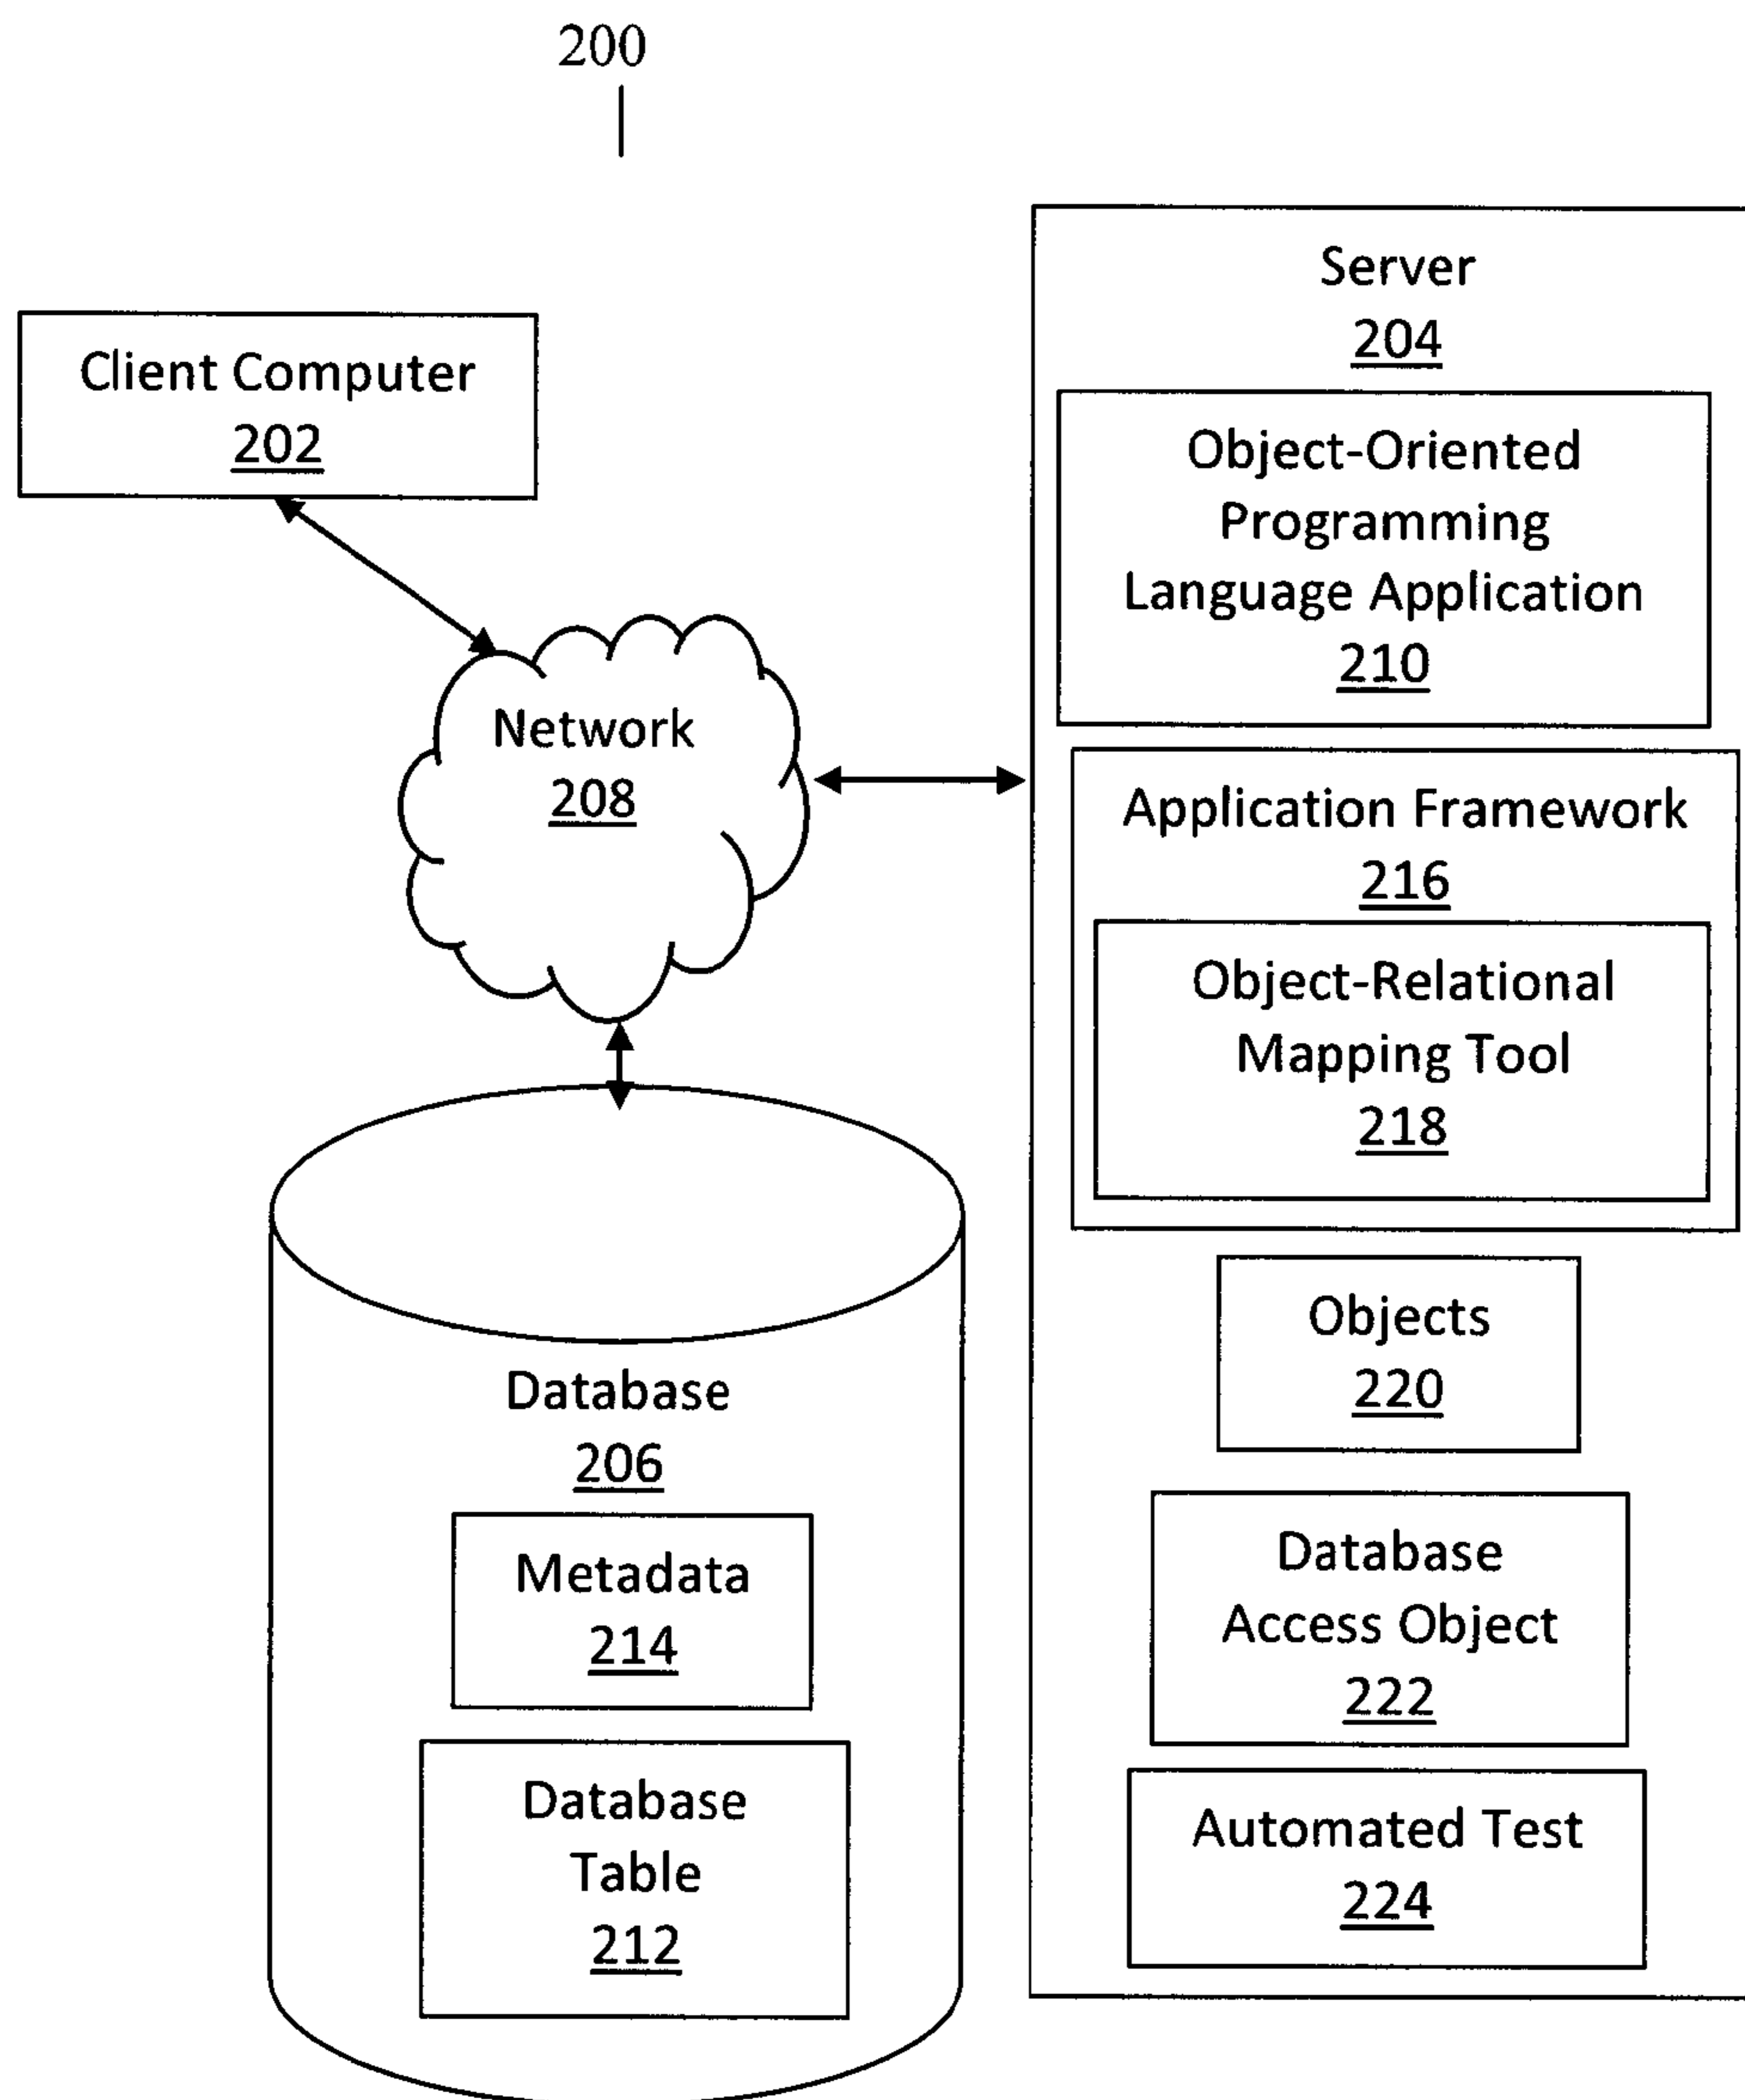 200
Client Computer
202
Network
208
Database
206
Metadata
214
Database
Table
212
Server
204
Object-Oriented
Programming
Language Application
210
Application Framework
216
Object-Relational
Mapping Tool
218
Objects
220
Database
Access Object
222
Automated Test
224